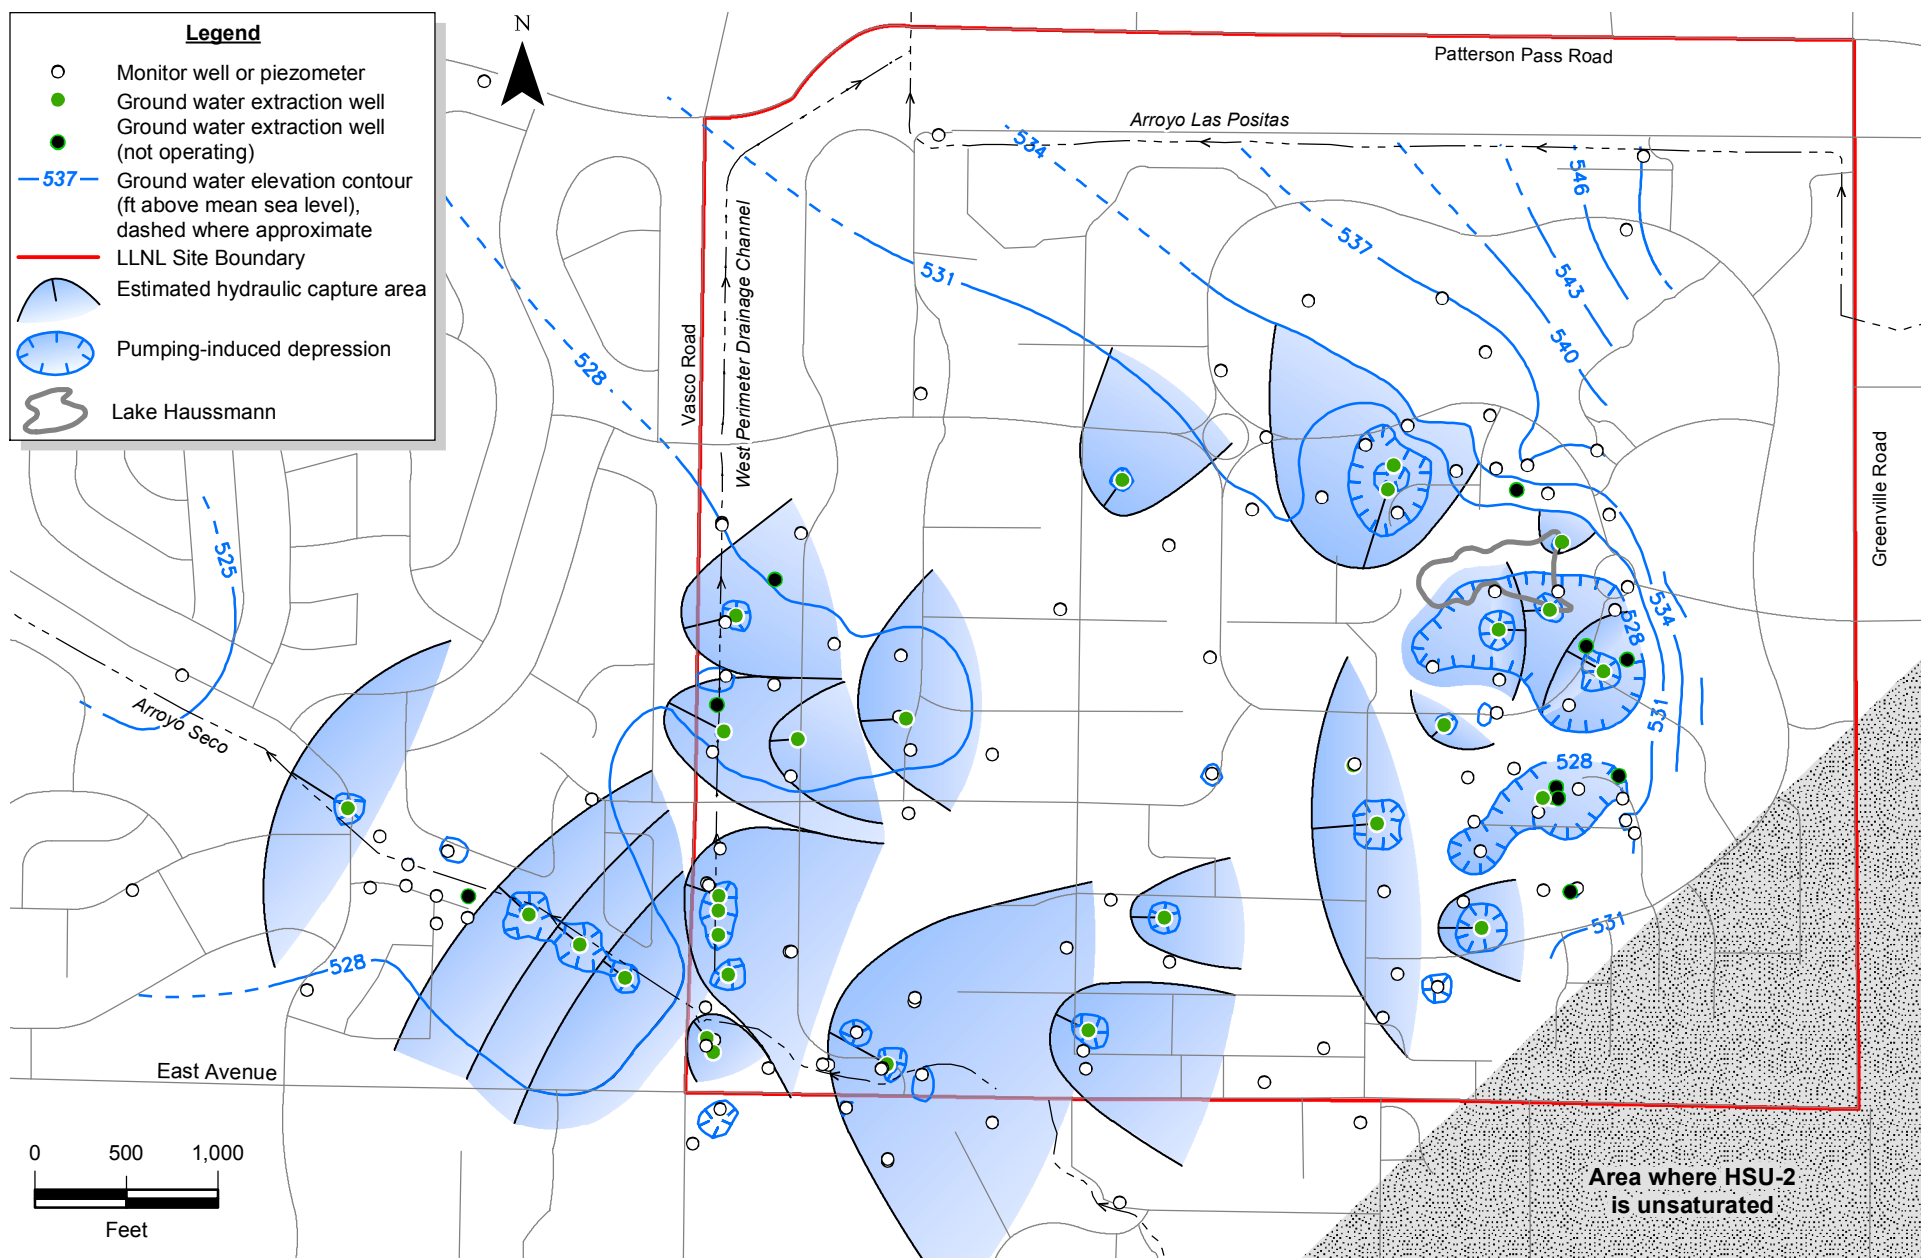 Legend
Monitor well or piezometer
Ground water extraction well
Ground water extraction well
(not operating)
537
Ground water elevation contour
(ft above mean sea level),
dashed where approximate
LLNL Site Boundary
Estimated hydraulic capture area
Pumping-induced depression
Lake Haussmann
N
Patterson Pass Road
Arroyo Las Positas
534
546
537
543
531
540
528
West Perimeter Drainage Channel
Vasco Road
Greenville Road
525
534
528
531
Arroyo Seco
528
531
528
East Avenue
0 500 1,000
Feet
Area where HSU-2
is unsaturated